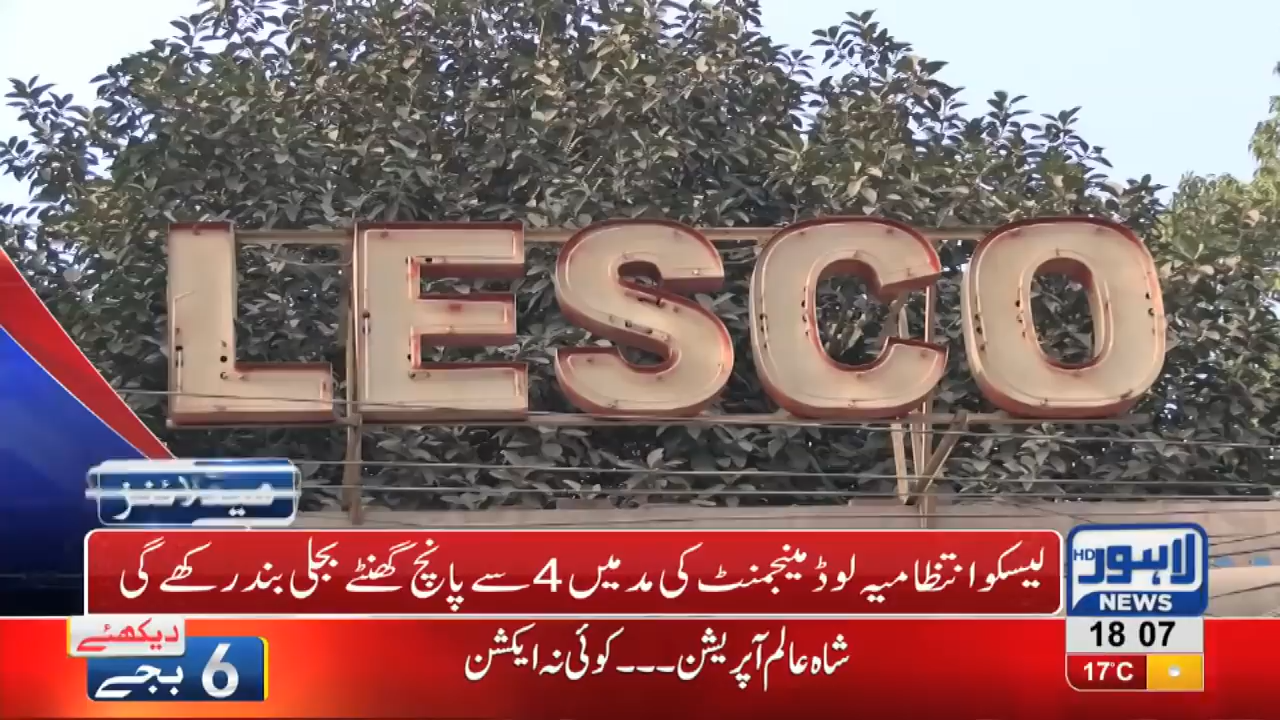 LESCO
ہیڈلائنز
لیسکو انتظامیہ لوڈ مینجمنٹ کی مد میں 4 سے پانچ گھنٹے بجلی بند رکھے گی
لاہور HD
NEWS
18 07
17°C
دیکھئے
6 بجے
شاہ عالم آپریشن۔۔۔کوئی نہ ایکشن